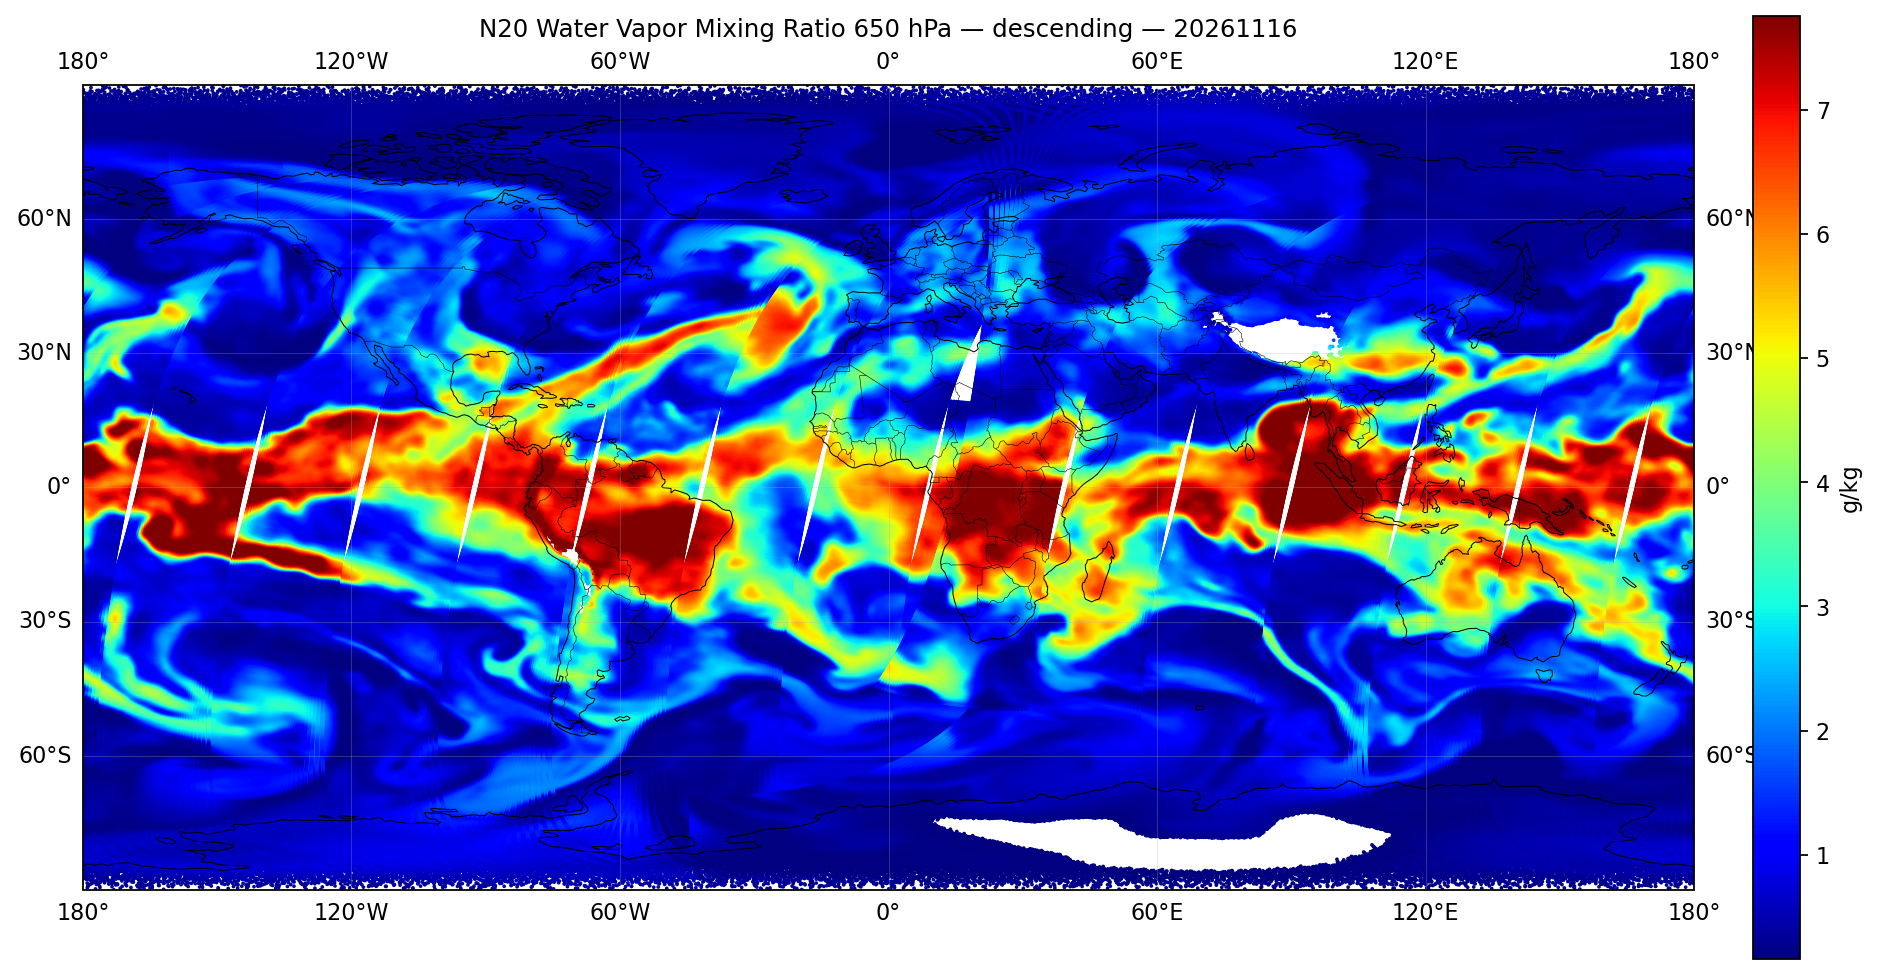 N20 Water Vapor Mixing Ratio 650 hPa — descending — 20261116
180° 120°W 60°W 0° 60°E 120°E 180°
7
60°N 60°N
6
5
30°N 30°N
4
0° 0°
g/kg
3
30°S 30°S
2
60°S 60°S
1
180° 120°W 60°W 0° 60°E 120°E 180°